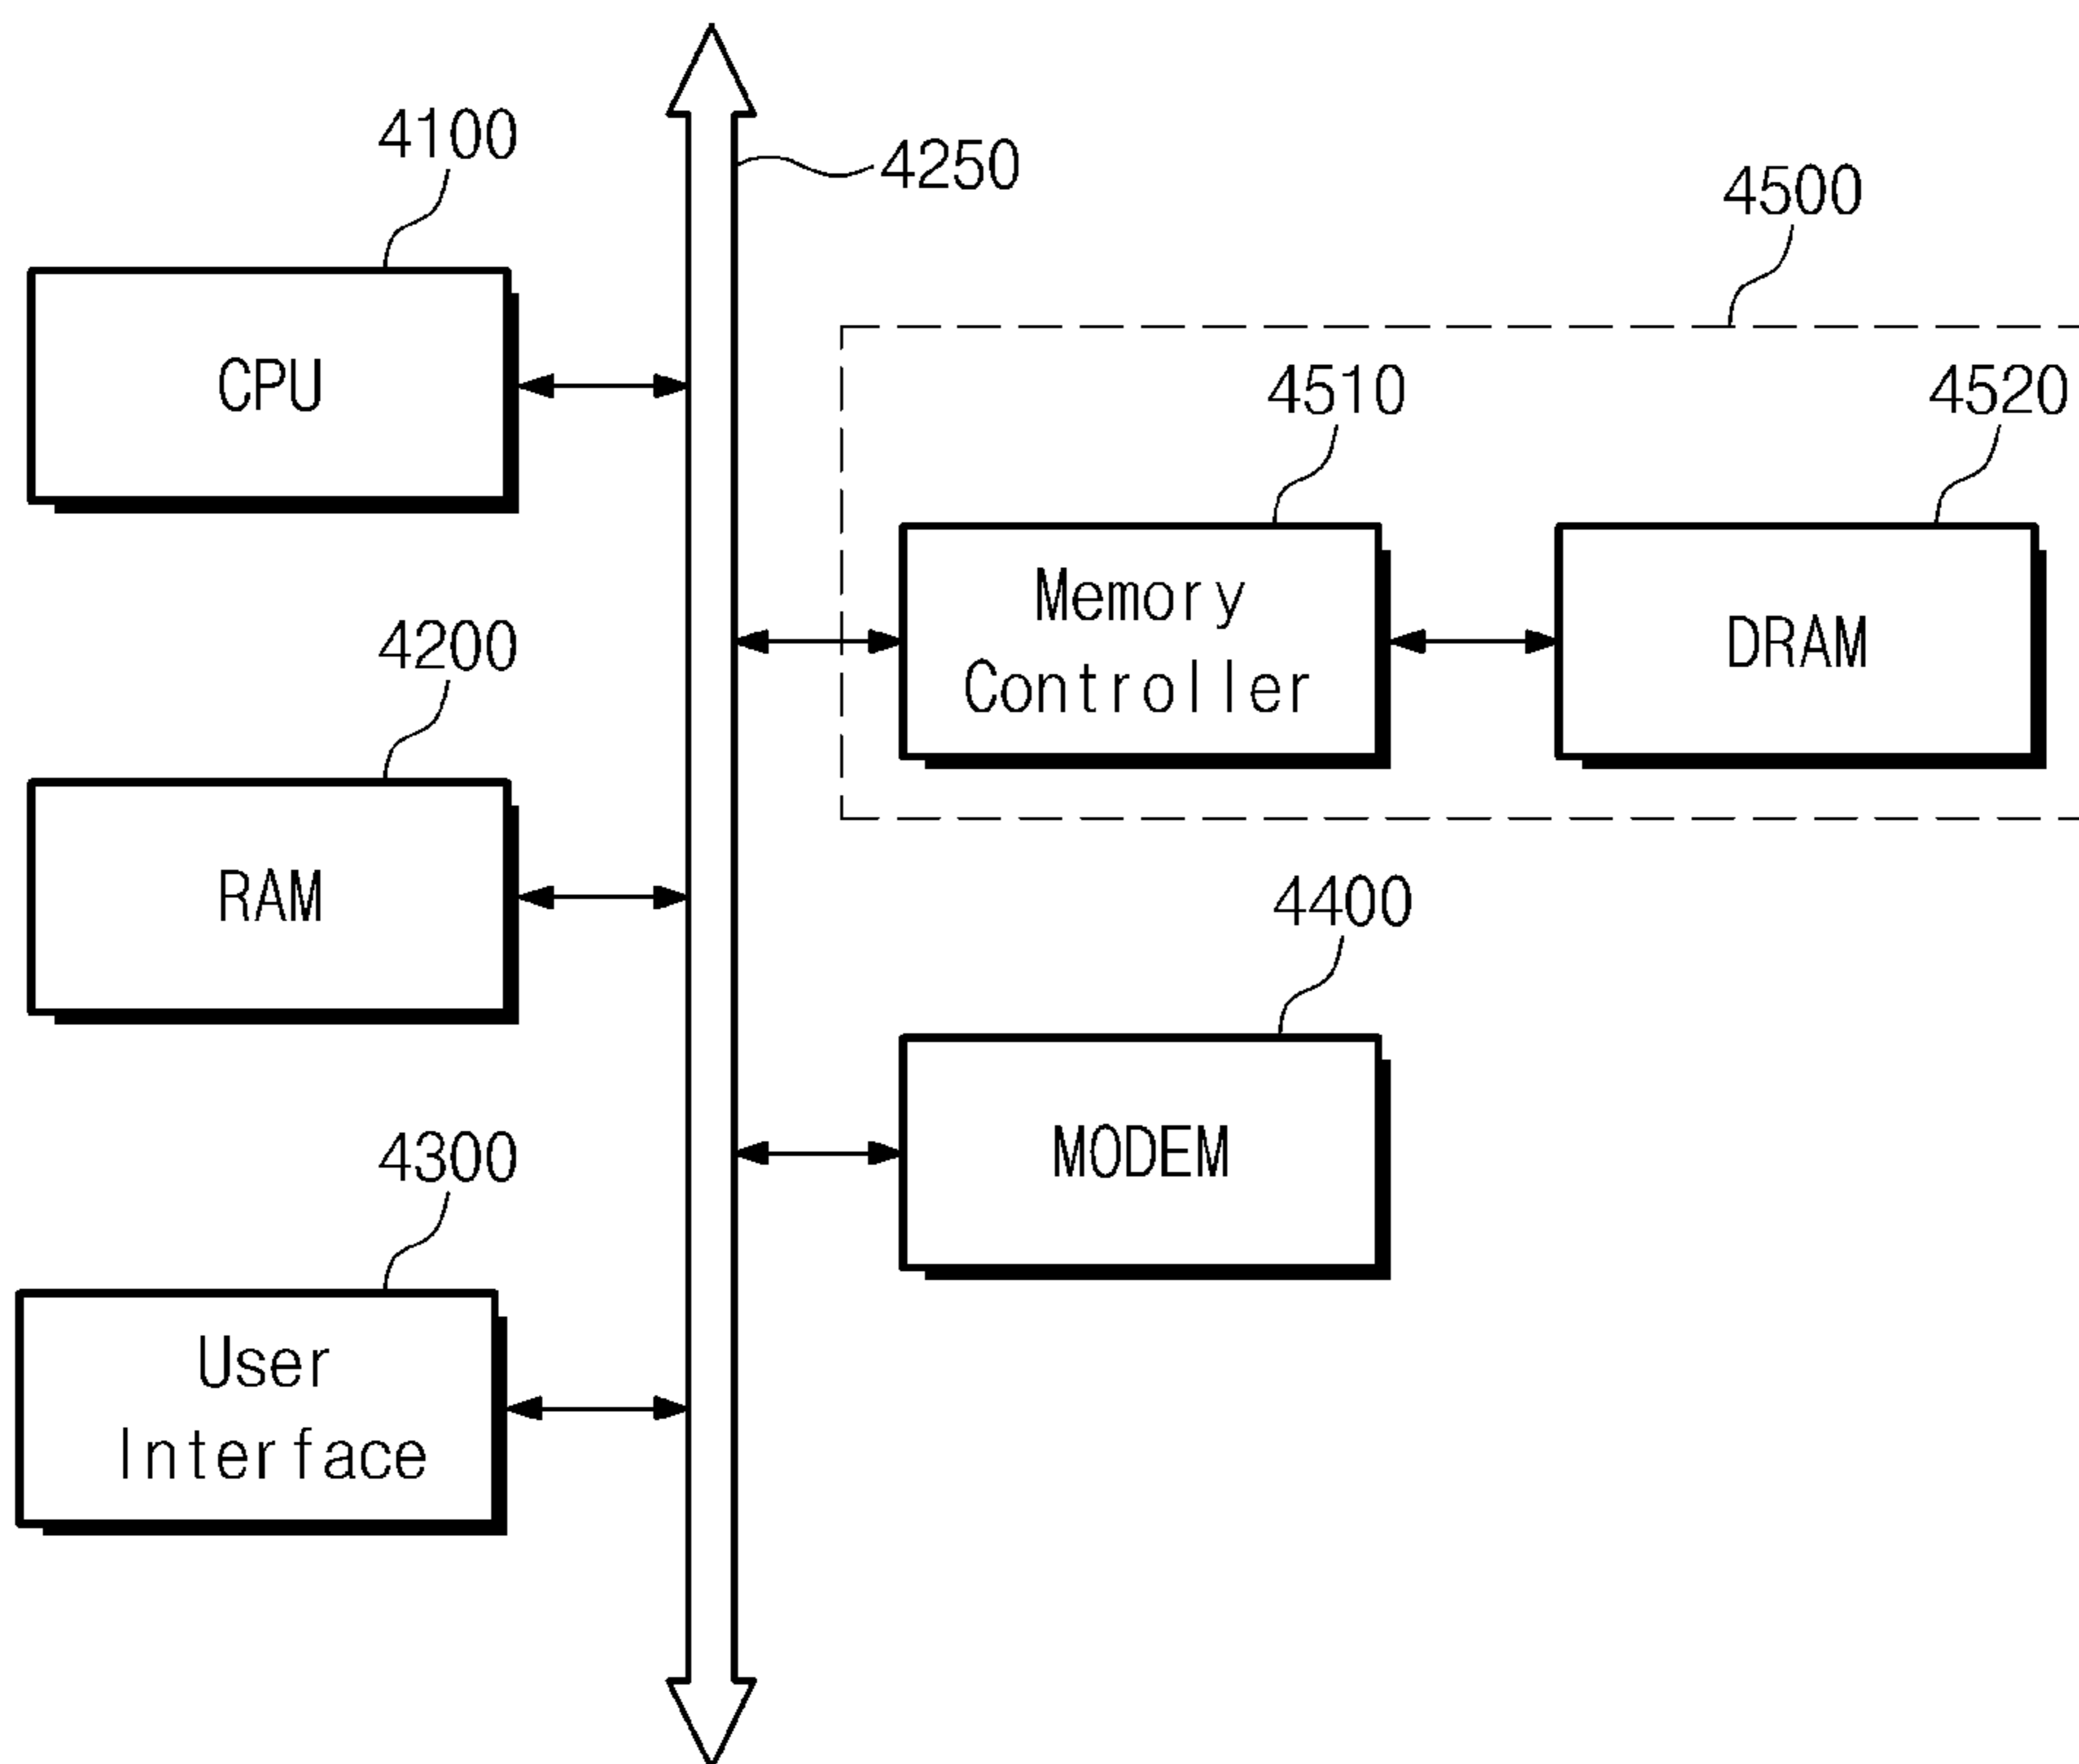 4100
4250
4500
CPU
4510
4520
Memory
Controller
DRAM
4200
RAM
4400
MODEM
4300
User
Interface